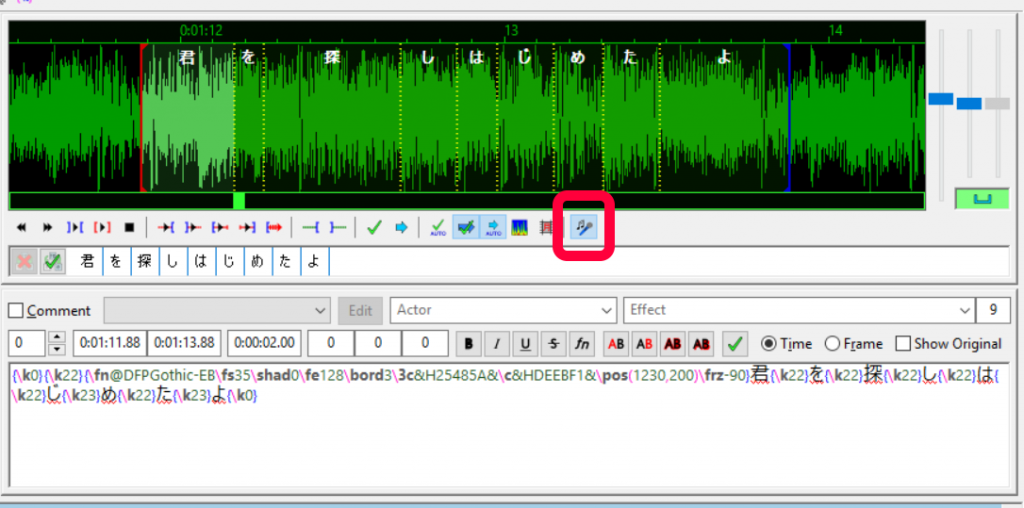 0:01:12 13 14
君 を 探 し は じ め た よ
AUTO AUTO
君 を 探 し は じ め た よ
Comment Edit Actor Effect 9
0 0:01:11.88 0:01:13.88 0:00:02.00 0 0 0 B I U S fn AB AB AB AB Time Frame Show Original
{\k0}{\k22}{\fn@DFPGothic-EB\fs35\shad0\fe128\bord3\3c&H25485A&\c&HDEEBF1&\pos(1230,200)\frz-90}君{\k22}を{\k22}探{\k22}し{\k22}は{
\k22}じ{\k23}め{\k22}た{\k23}よ{\k0}